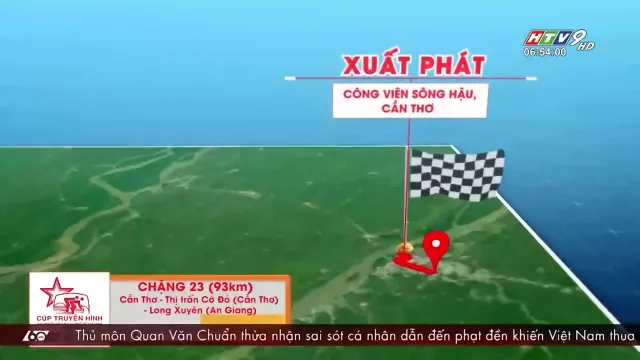 HTV9 HD
06:54:00
XUẤT PHÁT
CÔNG VIÊN SÔNG HẬU,
CẦN THƠ
CHẶNG 23 (93km)
Cần Thơ - Thị trấn Cờ Đỏ (Cần Thơ)
- Long Xuyên (An Giang)
CÚP TRUYỀN HÌNH
Thủ môn Quan Văn Chuẩn thừa nhận sai sót cá nhân dẫn đến phạt đền khiến Việt Nam thua